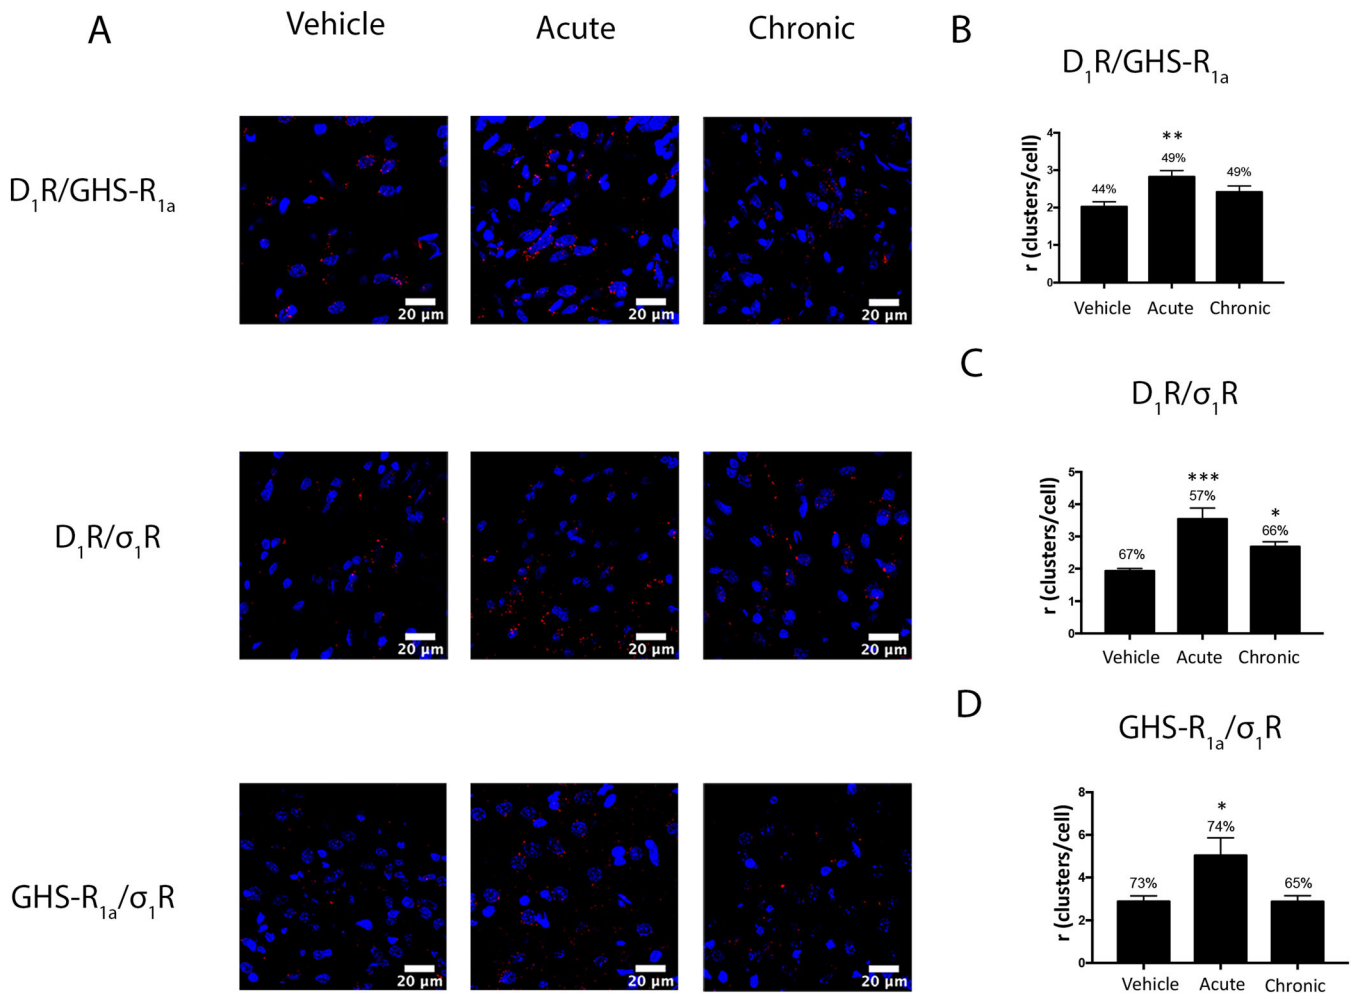 A
Vehicle
Acute
Chronic
D1R/GHS-R1a
20 µm
20 µm
20 µm
D1R/σ1R
20 µm
20 µm
20 µm
GHS-R1a/σ1R
20 µm
20 µm
20 µm
B
D1R/GHS-R1a
r (clusters/cell)
4
3
2
1
0
44%
**
49%
49%
Vehicle Acute Chronic
C
D1R/σ1R
r (clusters/cell)
5
4
3
2
1
0
67%
***
57%
*
66%
Vehicle Acute Chronic
D
GHS-R1a/σ1R
r (clusters/cell)
8
6
4
2
0
73%
*
74%
65%
Vehicle Acute Chronic